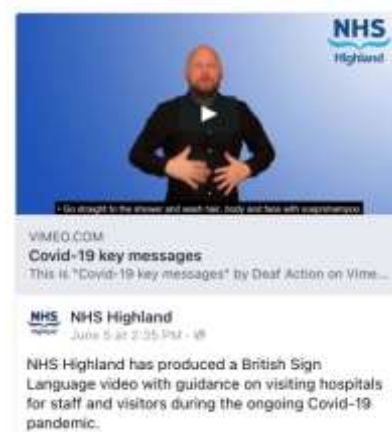 NHS
Highland
- Go straight to the shower and wash hair, body and face with soap/shampoo
VIMEO.COM
Covid-19 key messages
This is "Covid-19 key messages" by Deaf Action on Vime...
NHS Highland
June 5 at 2:35 PM ·
NHS Highland has produced a British Sign
Language video with guidance on visiting hospitals
for staff and visitors during the ongoing Covid-19
pandemic.